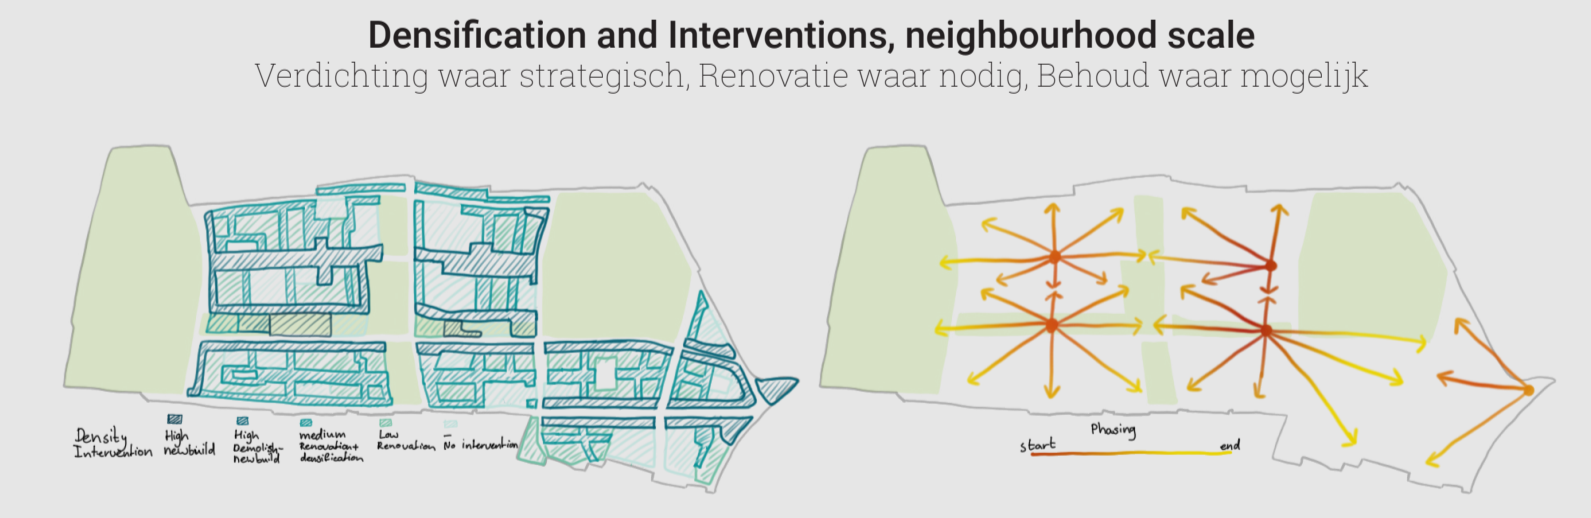 Densification and Interventions, neighbourhood scale
Verdichting waar strategisch, Renovatie waar nodig, Behoud waar mogelijk
Density
Intervention
High
newbuild
High
Demolish-
newbuild
medium
Renovation+
densification
Low
Renovation
–
No intervention
Phasing
start
end